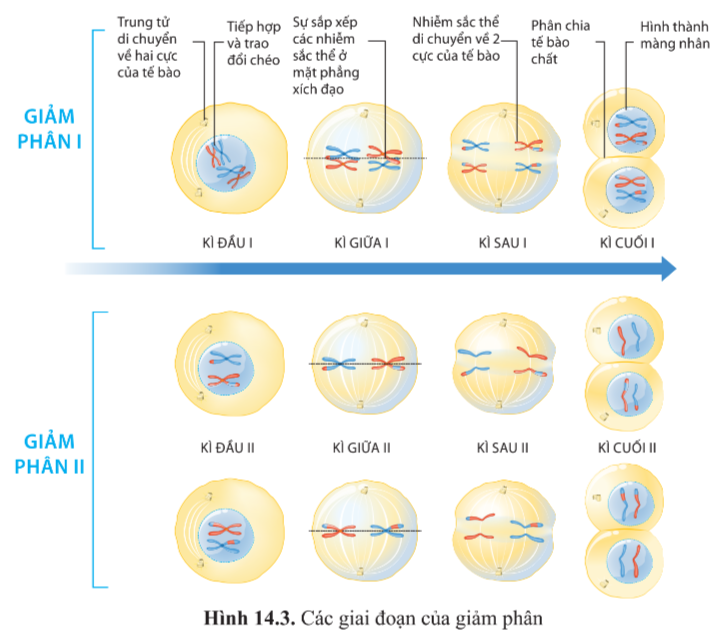 Trung tử
di chuyển
về hai cực
của tế bào
Tiếp hợp
và trao
đổi chéo
Sự sắp xếp
các nhiễm
sắc thể ở
mặt phẳng
xích đạo
Nhiễm sắc thể
di chuyển về 2
cực của tế bào
Phân chia
tế bào
chất
Hình thành
màng nhân
GIẢM
PHÂN I
KÌ ĐẦU I
KÌ GIỮA I
KÌ SAU I
KÌ CUỐI I
GIẢM
PHÂN II
KÌ ĐẦU II
KÌ GIỮA II
KÌ SAU II
KÌ CUỐI II
Hình 14.3. Các giai đoạn của giảm phân